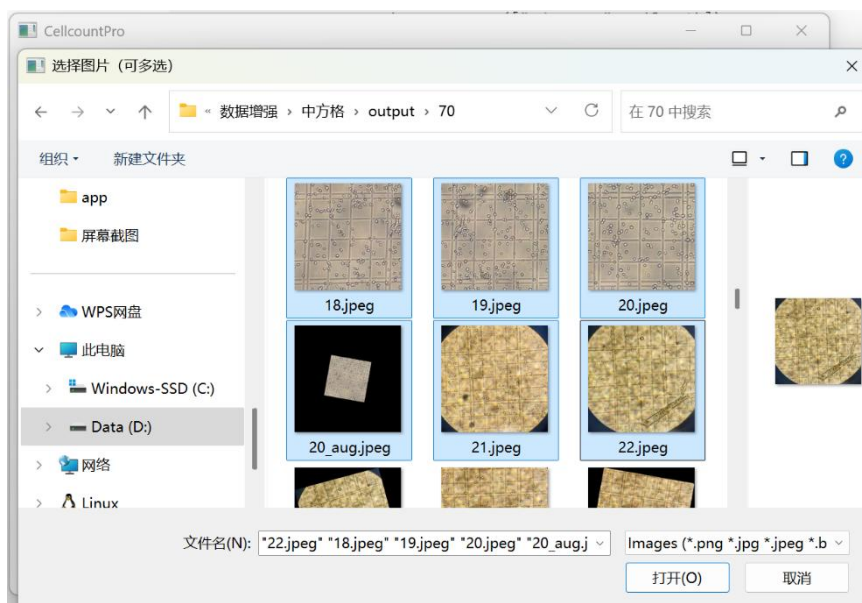 CellcountPro
选择图片（可多选）
« 数据增强 › 中方格 › output › 70
在 70 中搜索
组织
新建文件夹
app
屏幕截图
WPS网盘
此电脑
Windows-SSD (C:)
Data (D:)
网络
Linux
18.jpeg
19.jpeg
20.jpeg
20_aug.jpeg
21.jpeg
22.jpeg
文件名(N): "22.jpeg" "18.jpeg" "19.jpeg" "20.jpeg" "20_aug.j
Images (*.png *.jpg *.jpeg *.b
打开(O)
取消